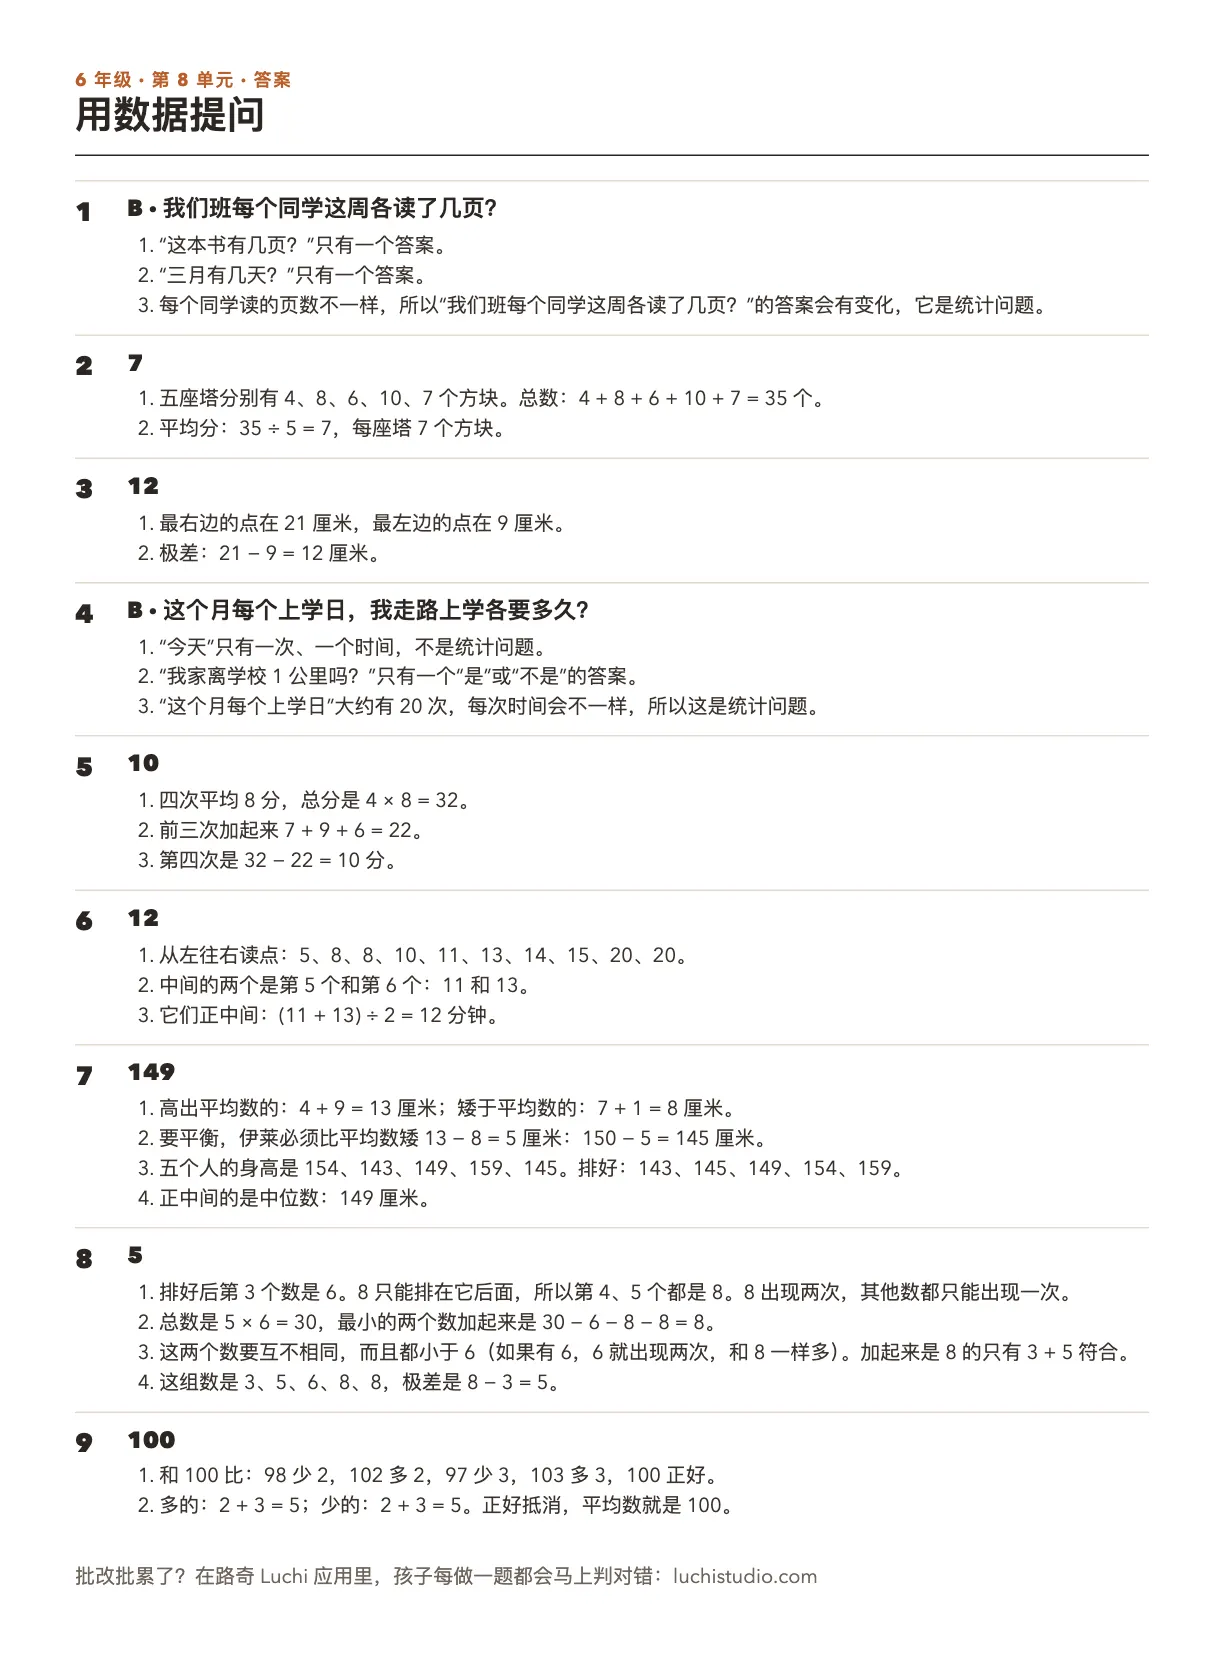 6 年级 · 第 8 单元 · 答案
用数据提问
1
B • 我们班每个同学这周各读了几页？
1. “这本书有几页？”只有一个答案。
2. “三月有几天？”只有一个答案。
3. 每个同学读的页数不一样，所以“我们班每个同学这周各读了几页？”的答案会有变化，它是统计问题。
2
7
1. 五座塔分别有 4、8、6、10、7 个方块。总数：4 + 8 + 6 + 10 + 7 = 35 个。
2. 平均分：35 ÷ 5 = 7，每座塔 7 个方块。
3
12
1. 最右边的点在 21 厘米，最左边的点在 9 厘米。
2. 极差：21 − 9 = 12 厘米。
4
B • 这个月每个上学日，我走路上学各要多久？
1. “今天”只有一次、一个时间，不是统计问题。
2. “我家离学校 1 公里吗？”只有一个“是”或“不是”的答案。
3. “这个月每个上学日”大约有 20 次，每次时间会不一样，所以这是统计问题。
5
10
1. 四次平均 8 分，总分是 4 × 8 = 32。
2. 前三次加起来 7 + 9 + 6 = 22。
3. 第四次是 32 − 22 = 10 分。
6
12
1. 从左往右读点：5、8、8、10、11、13、14、15、20、20。
2. 中间的两个是第 5 个和第 6 个：11 和 13。
3. 它们正中间：(11 + 13) ÷ 2 = 12 分钟。
7
149
1. 高出平均数的：4 + 9 = 13 厘米；矮于平均数的：7 + 1 = 8 厘米。
2. 要平衡，伊莱必须比平均数矮 13 − 8 = 5 厘米：150 − 5 = 145 厘米。
3. 五个人的身高是 154、143、149、159、145。排好：143、145、149、154、159。
4. 正中间的是中位数：149 厘米。
8
5
1. 排好后第 3 个数是 6。8 只能排在它后面，所以第 4、5 个都是 8。8 出现两次，其他数都只能出现一次。
2. 总数是 5 × 6 = 30，最小的两个数加起来是 30 − 6 − 8 − 8 = 8。
3. 这两个数要互不相同，而且都小于 6（如果有 6，6 就出现两次，和 8 一样多）。加起来是 8 的只有 3 + 5 符合。
4. 这组数是 3、5、6、8、8，极差是 8 − 3 = 5。
9
100
1. 和 100 比：98 少 2，102 多 2，97 少 3，103 多 3，100 正好。
2. 多的：2 + 3 = 5；少的：2 + 3 = 5。正好抵消，平均数就是 100。
批改批累了？在路奇 Luchi 应用里，孩子每做一题都会马上判对错：luchistudio.com